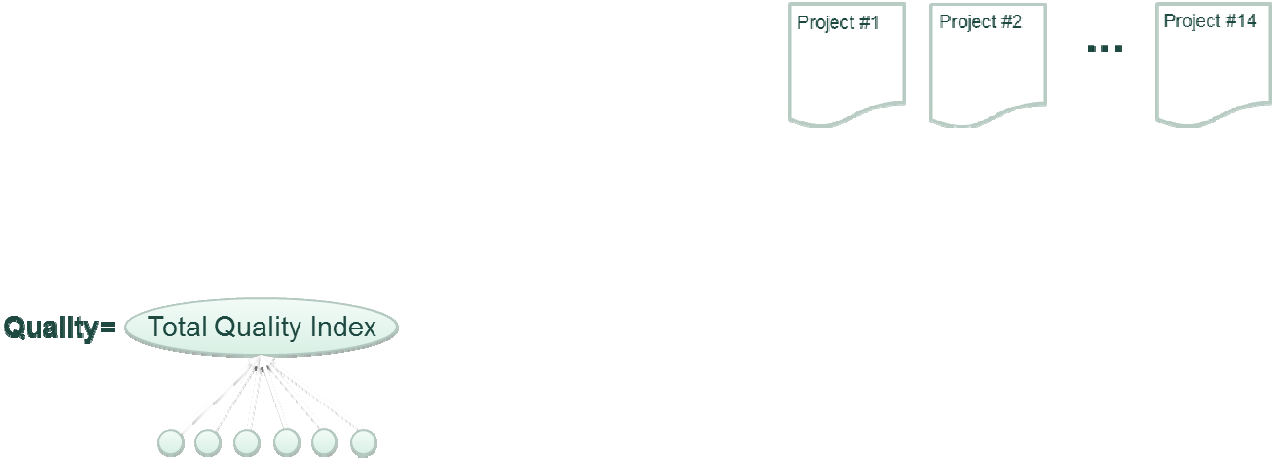 Project #1
Project #2
...
Project #14
Quality=
Total Quality Index